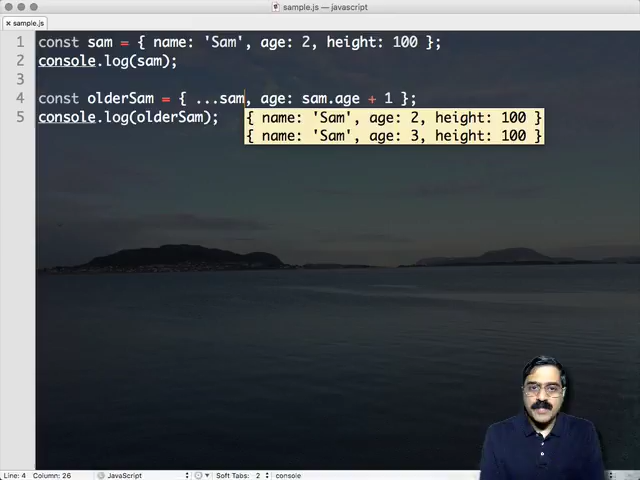 sample.js — javascript
× sample.js
1 const sam = { name: 'Sam', age: 2, height: 100 };
2 console.log(sam);
3
4 const olderSam = { ...sam, age: sam.age + 1 };
5 console.log(olderSam);
{ name: 'Sam', age: 2, height: 100 }
{ name: 'Sam', age: 3, height: 100 }
Line: 4 Column: 26 JavaScript Soft Tabs: 2 console